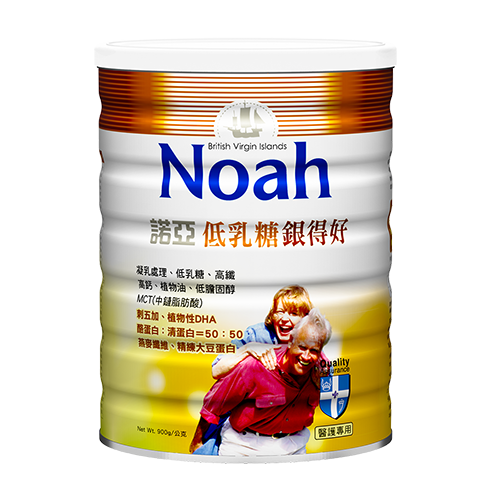 British Virgin Islands
Noah
諾亞 低乳糖銀得好
凝乳處理、低乳糖、高纖
高鈣、植物油、低膽固醇
MCT(中鏈脂肪酸)
刺五加、植物性DHA
酪蛋白：清蛋白＝50：50
燕麥纖維、精練大豆蛋白
Quality
Assurance
Net Wt. 900g/公克
醫護專用